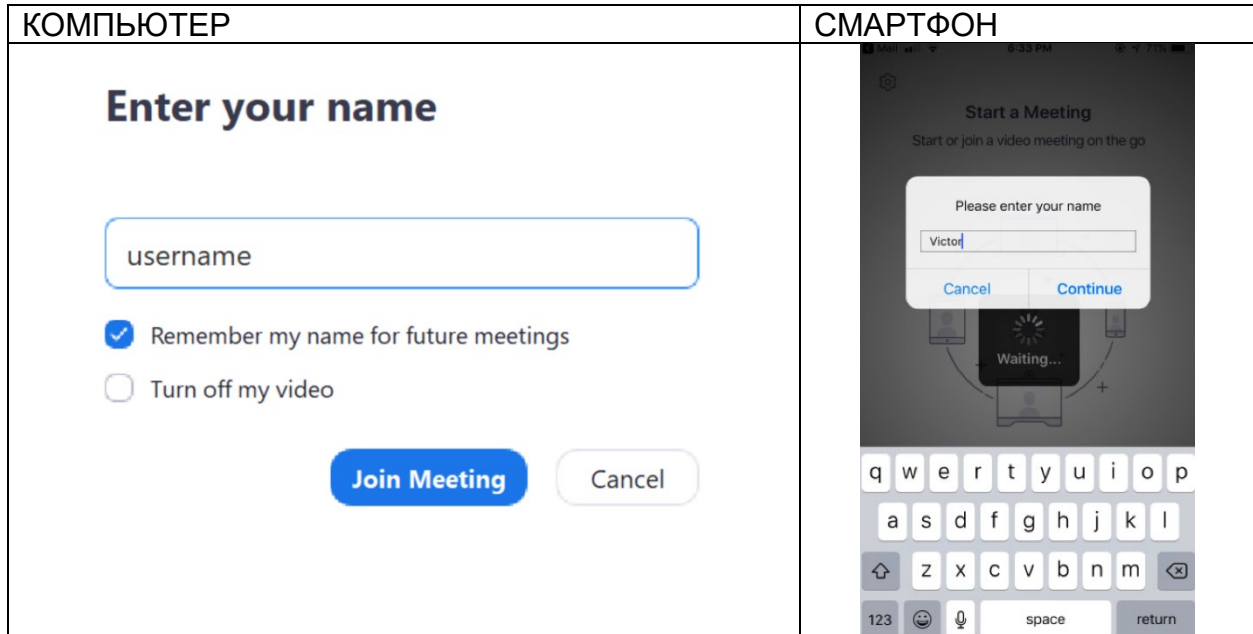 КОМПЬЮТЕР
Enter your name
username
Remember my name for future meetings
Turn off my video
Join Meeting Cancel
СМАРТФОН
Mail 6:33 PM 71%
Start a Meeting
Start or join a video meeting on the go
Please enter your name
Victor
Cancel Continue
Waiting...
q w e r t y u i o p
a s d f g h j k l
z x c v b n m
123 space return